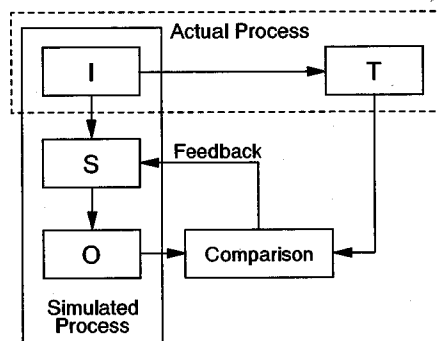 Actual Process
I
T
Feedback
S
O
Comparison
Simulated
Process